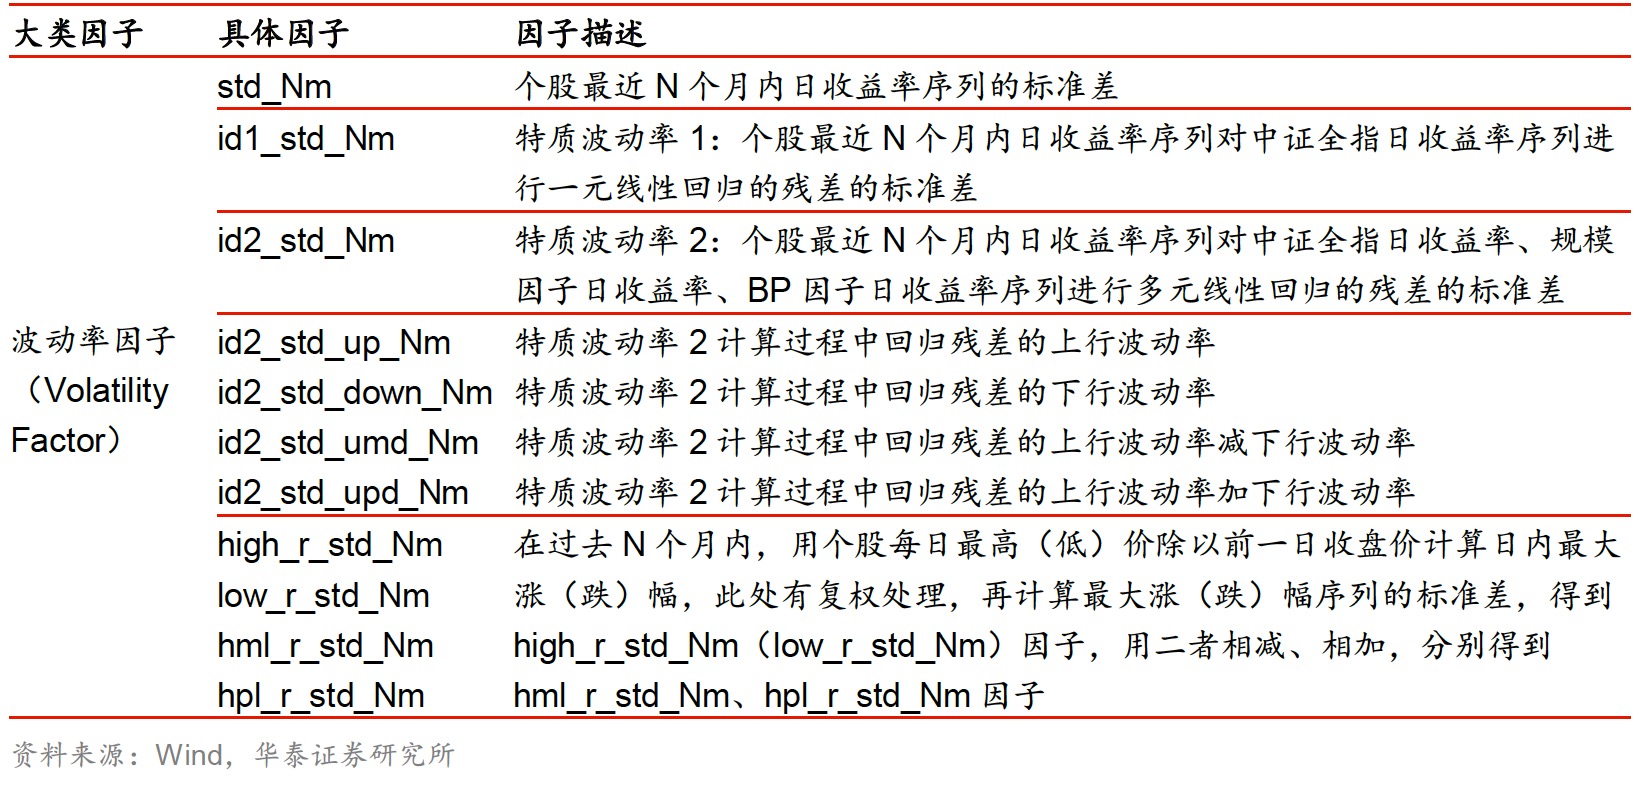 大类因子 具体因子 因子描述
std_Nm 个股最近 N 个月内日收益率序列的标准差
id1_std_Nm 特质波动率 1：个股最近 N 个月内日收益率序列对中证全指日收益率序列进
行一元线性回归的残差的标准差
id2_std_Nm 特质波动率 2：个股最近 N 个月内日收益率序列对中证全指日收益率、规模
因子日收益率、BP 因子日收益率序列进行多元线性回归的残差的标准差
波动率因子 id2_std_up_Nm 特质波动率 2 计算过程中回归残差的上行波动率
（Volatility id2_std_down_Nm 特质波动率 2 计算过程中回归残差的下行波动率
Factor） id2_std_umd_Nm 特质波动率 2 计算过程中回归残差的上行波动率减下行波动率
id2_std_upd_Nm 特质波动率 2 计算过程中回归残差的上行波动率加下行波动率
high_r_std_Nm 在过去 N 个月内，用个股每日最高（低）价除以前一日收盘价计算日内最大
low_r_std_Nm 涨（跌）幅，此处有复权处理，再计算最大涨（跌）幅序列的标准差，得到
hml_r_std_Nm high_r_std_Nm（low_r_std_Nm）因子，用二者相减、相加，分别得到
hpl_r_std_Nm hml_r_std_Nm、hpl_r_std_Nm 因子
资料来源：Wind，华泰证券研究所